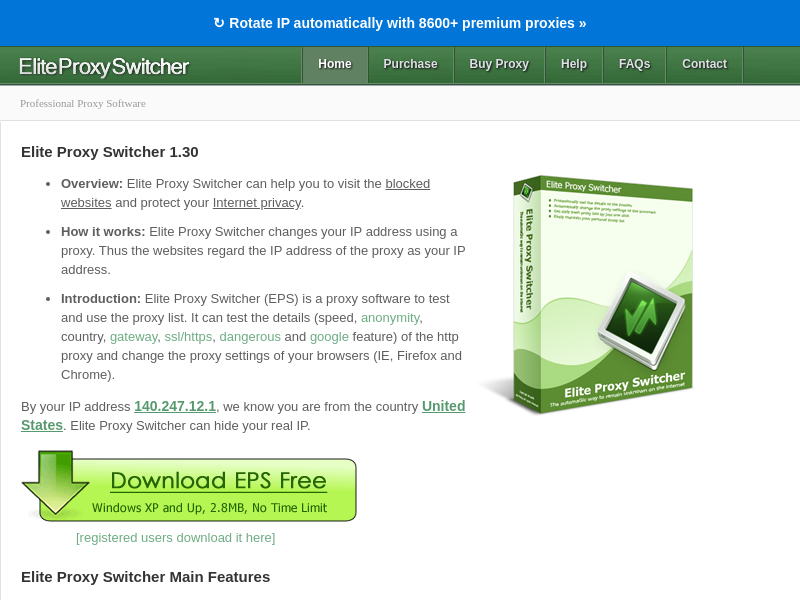 ↻ Rotate IP automatically with 8600+ premium proxies »
EliteProxySwitcher
Home
Purchase
Buy Proxy
Help
FAQs
Contact
Professional Proxy Software
Elite Proxy Switcher 1.30
• Overview: Elite Proxy Switcher can help you to visit the blocked
websites and protect your Internet privacy.
• How it works: Elite Proxy Switcher changes your IP address using a
proxy. Thus the websites regard the IP address of the proxy as your IP
address.
• Introduction: Elite Proxy Switcher (EPS) is a proxy software to test
and use the proxy list. It can test the details (speed, anonymity,
country, gateway, ssl/https, dangerous and google feature) of the http
proxy and change the proxy settings of your browsers (IE, Firefox and
Chrome).
By your IP address 140.247.12.1, we know you are from the country United
States. Elite Proxy Switcher can hide your real IP.
Elite Proxy Switcher
Elite Proxy Switcher
Elite Proxy Switcher
The automatic way to remain unknown on the internet
Download EPS Free
Windows XP and Up, 2.8MB, No Time Limit
[registered users download it here]
Elite Proxy Switcher Main Features